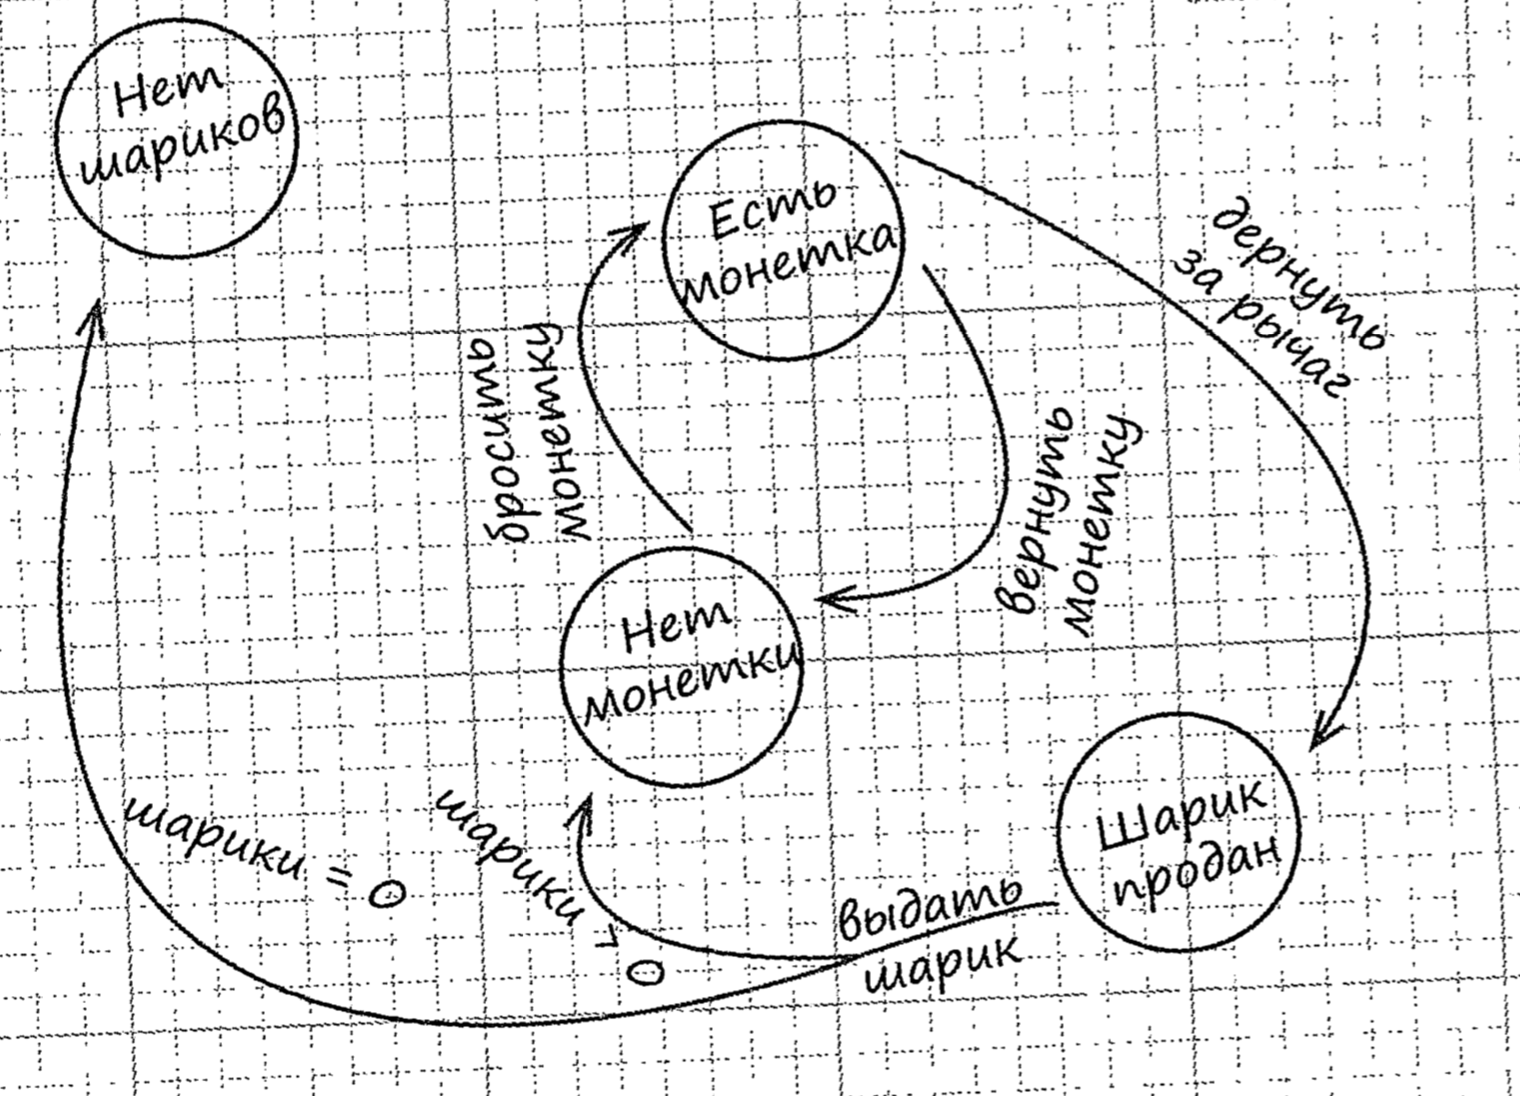 Нет
шариков
Есть
монетка
дернуть
за рычаг
бросить
монетку
вернуть
монетку
Нет
монетки
шарики = 0
шарики > 0
Шарик
продан
выдать
шарик